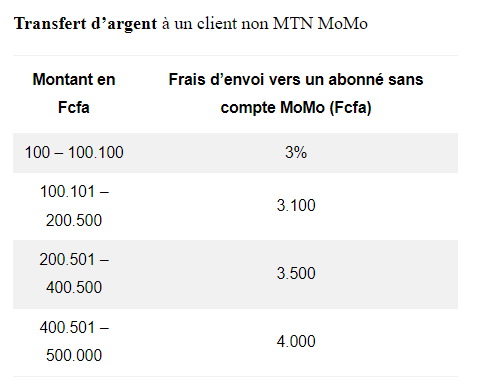 Transfert d’argent à un client non MTN MoMo
Montant en
Fcfa
Frais d’envoi vers un abonné sans
compte MoMo (Fcfa)
100 – 100.100
3%
100.101 –
200.500
3.100
200.501 –
400.500
3.500
400.501 –
500.000
4.000